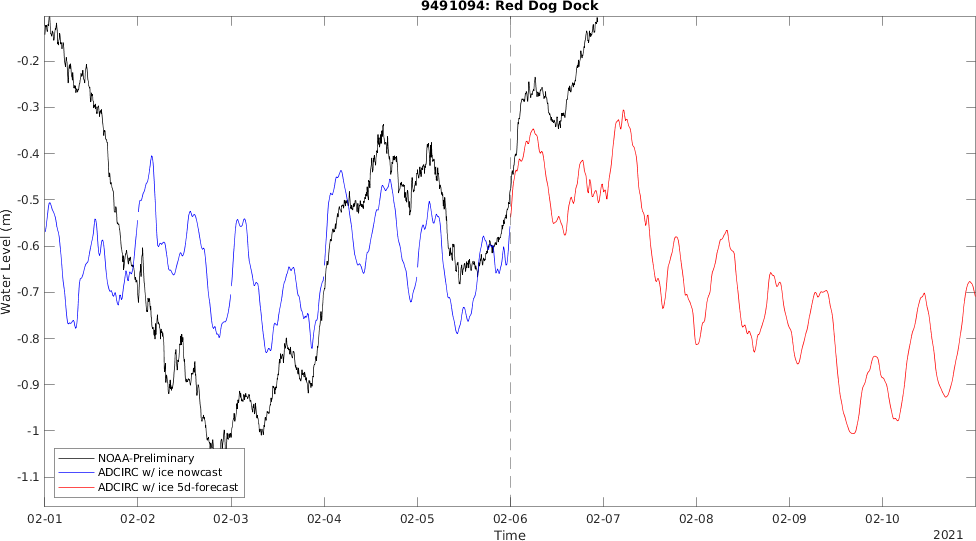 9491094: Red Dog Dock
Water Level (m)
-0.2
-0.3
-0.4
-0.5
-0.6
-0.7
-0.8
-0.9
-1
-1.1
NOAA-Preliminary
ADCIRC w/ ice nowcast
ADCIRC w/ ice 5d-forecast
02-01 02-02 02-03 02-04 02-05 02-06 02-07 02-08 02-09 02-10
Time
2021